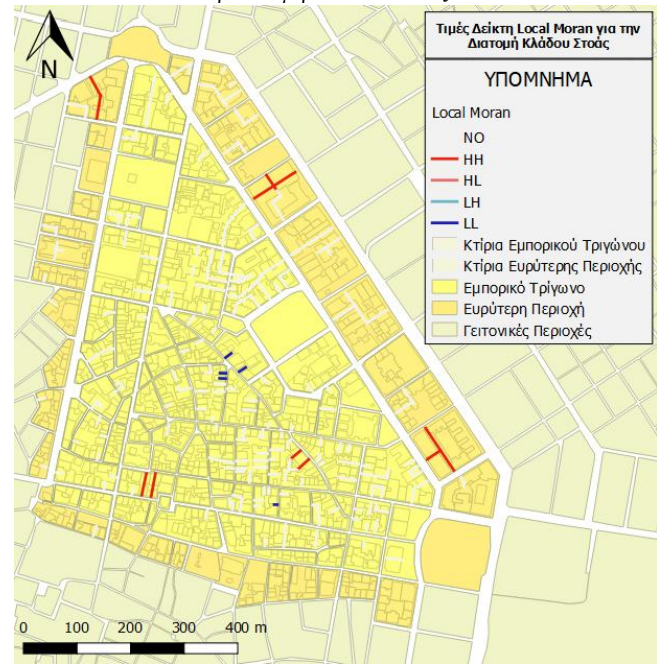 Τιμές Δείκτη Local Moran για την
Διατομή Κλάδου Στοάς
ΥΠΟΜΝΗΜΑ
Local Moran
NO
HH
HL
LH
LL
Κτίρια Εμπορικού Τριγώνου
Κτίρια Ευρύτερης Περιοχής
Εμπορικό Τρίγωνο
Ευρύτερη Περιοχή
Γειτονικές Περιοχές
N
0 100 200 300 400 m